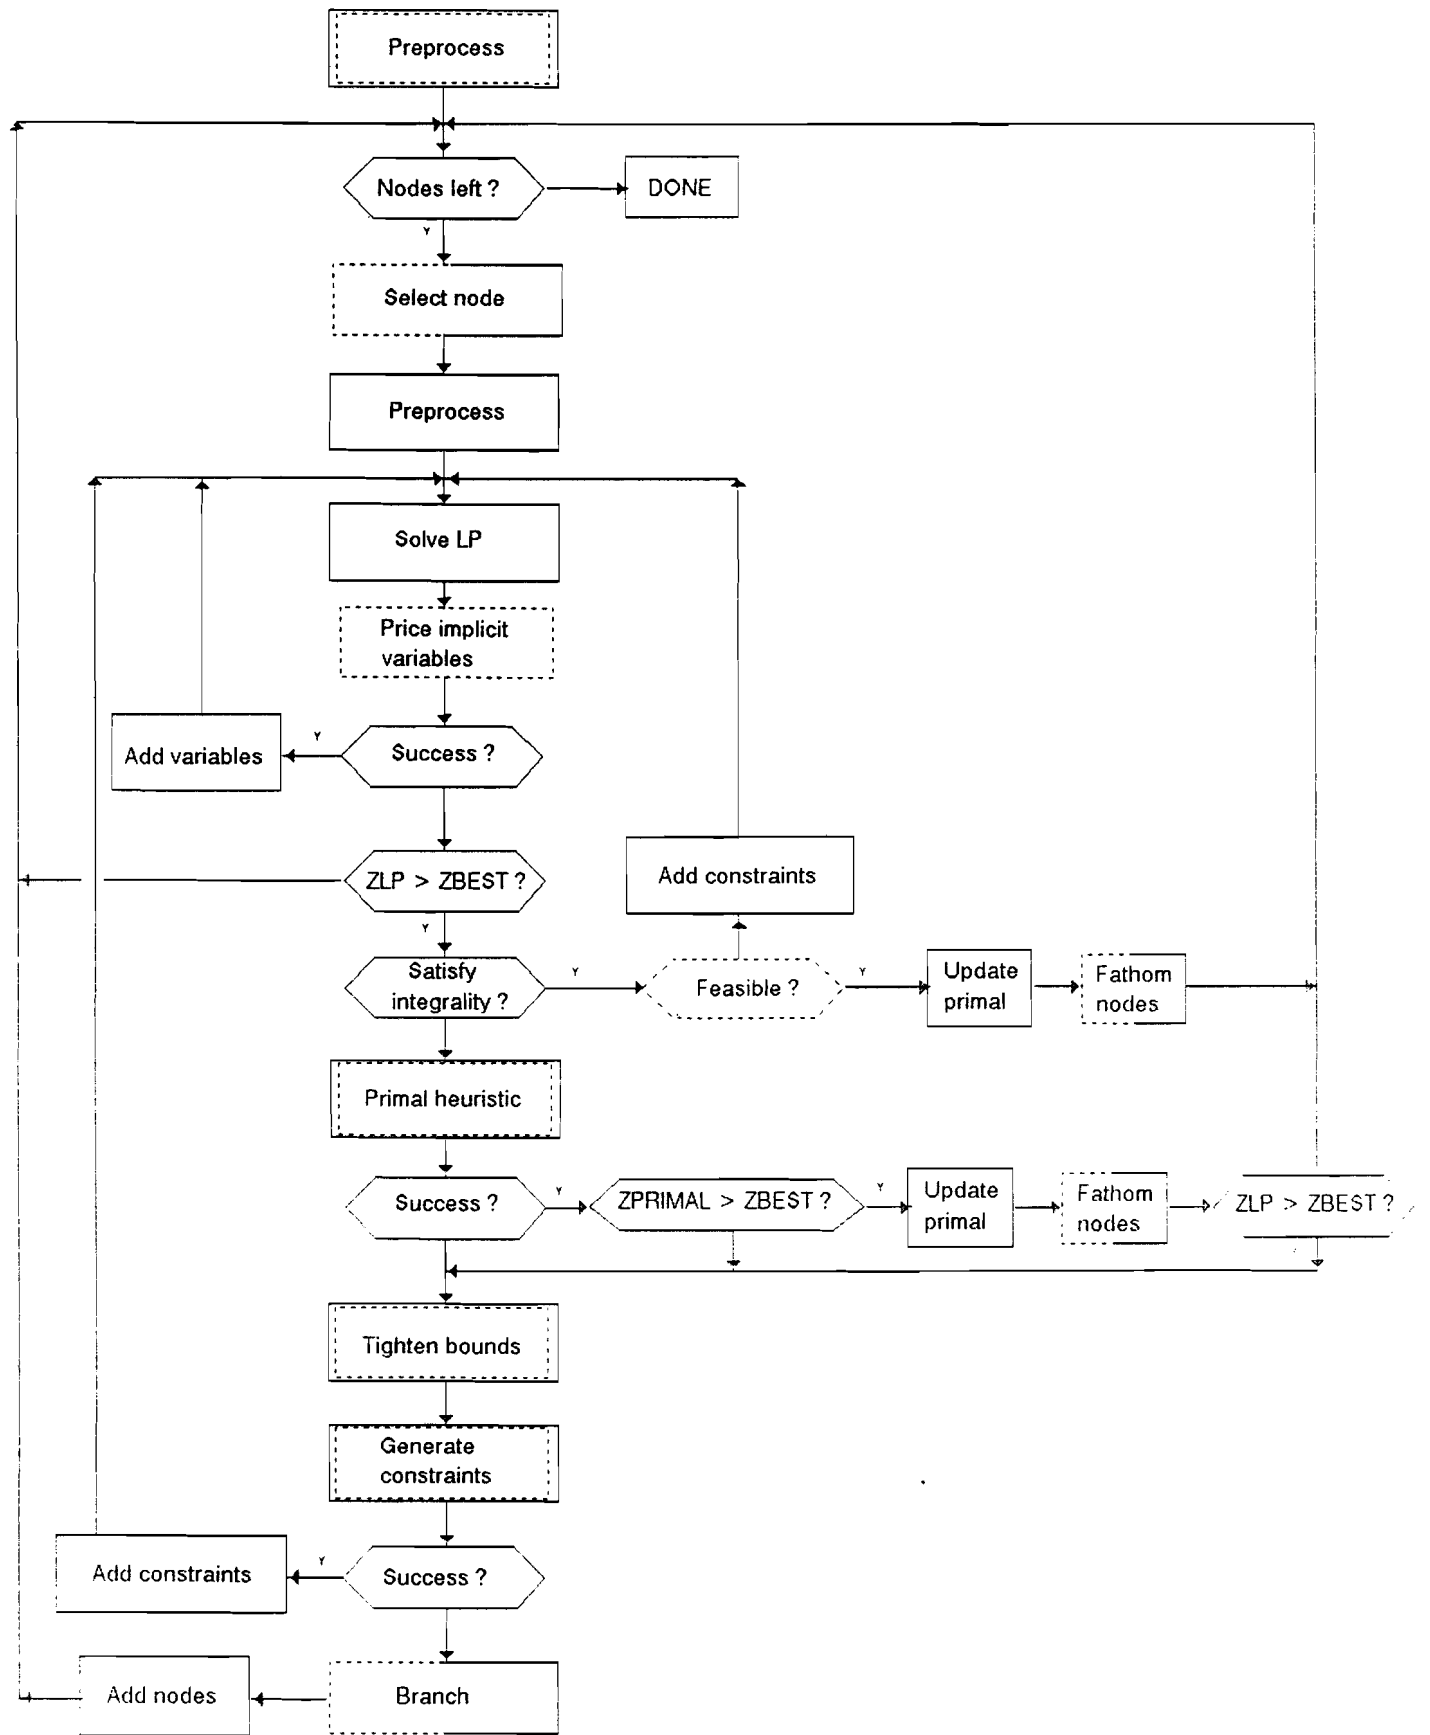 Preprocess
Nodes left ?
DONE
Y
Select node
Preprocess
Solve LP
Price implicit
variables
Y
Add variables
Success ?
Add constraints
ZLP > ZBEST ?
Y
Satisfy
integrality ?
Y
Feasible ?
Y
Update
primal
Fathom
nodes
Primal heuristic
Success ?
Y
ZPRIMAL > ZBEST ?
Y
Update
primal
Fathom
nodes
ZLP > ZBEST ?
Tighten bounds
Generate
constraints
Add constraints
Y
Success ?
Add nodes
Branch